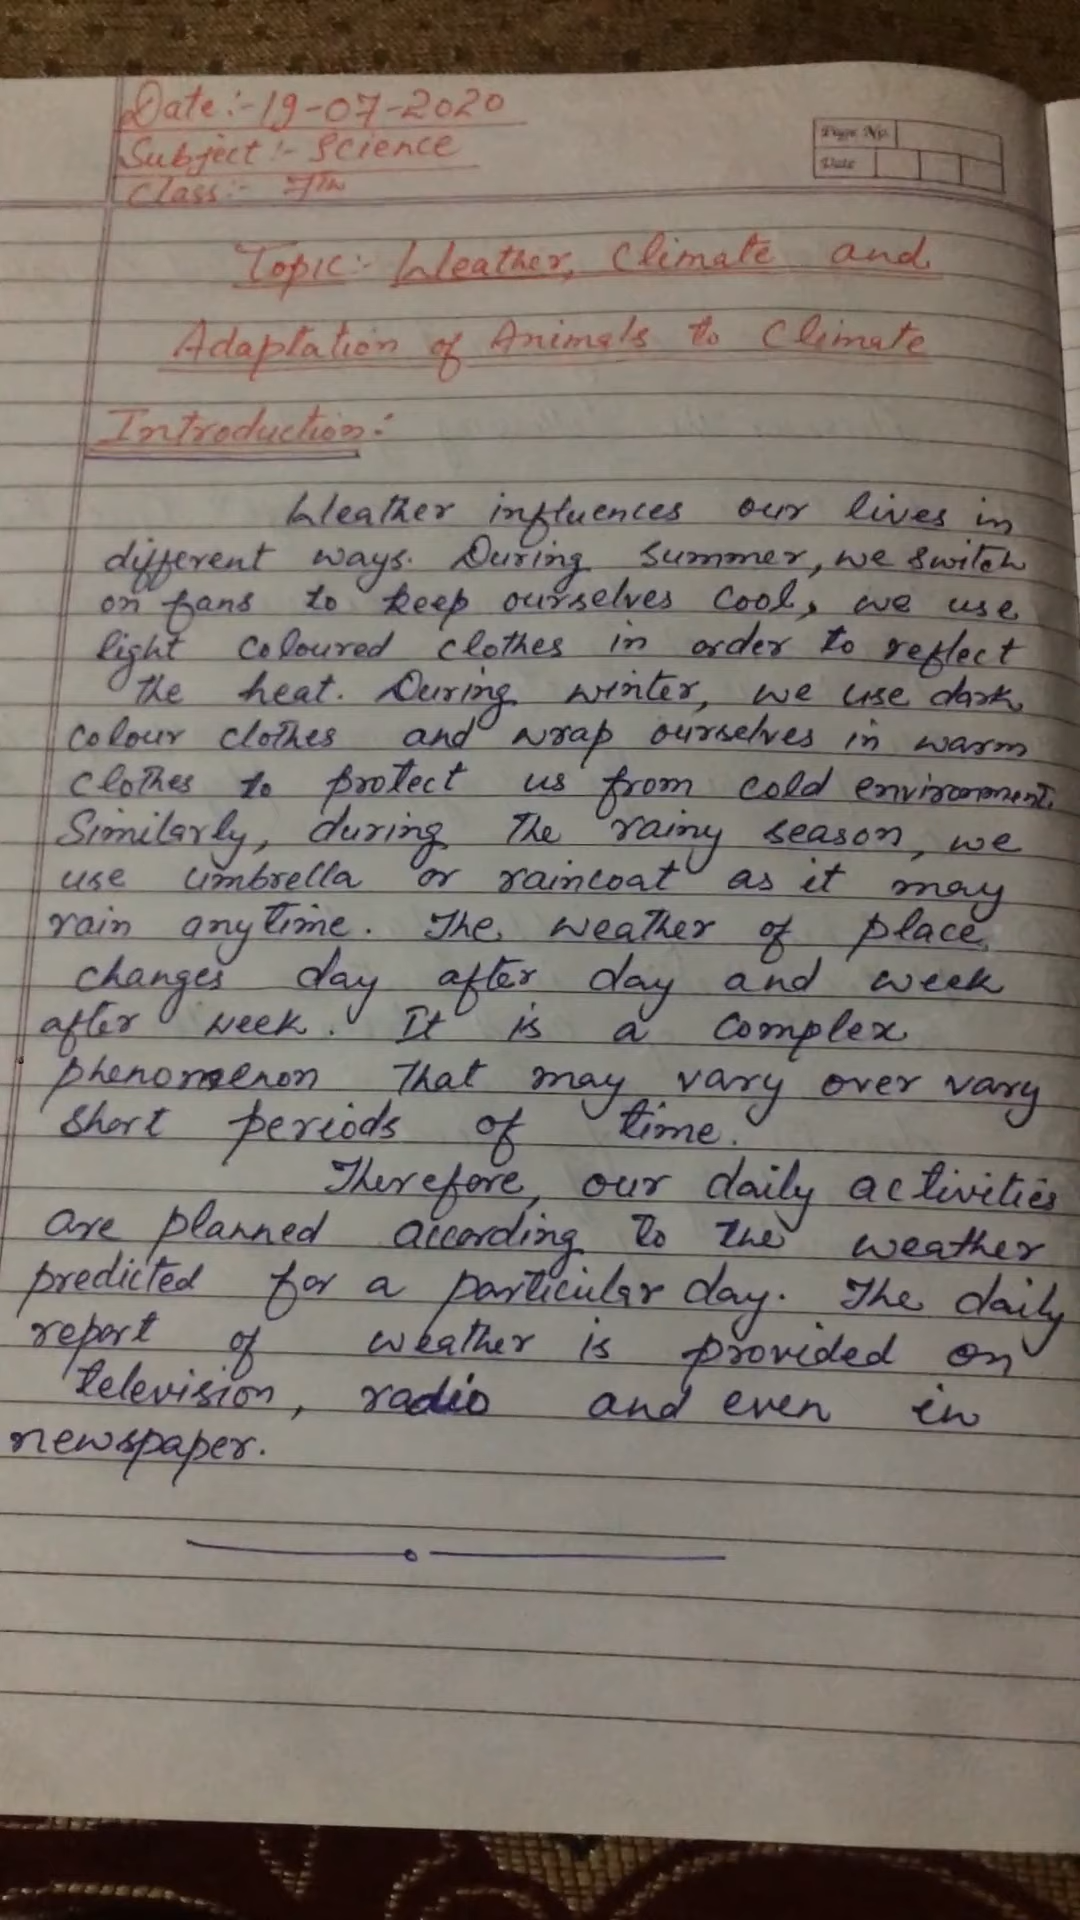 Date:-19-07-2020
Subject:- Science
Class:- 7th
Page No.
Date
Topic:- Weather, Climate and
Adaptation of Animals to Climate
Introduction:-
Weather influences our lives in
different ways. During summer, we switch
on fans to keep ourselves cool, we use
light coloured clothes in order to reflect
the heat. During winter, we use dark
colour clothes and wrap ourselves in warm
clothes to protect us from cold environment.
Similarly, during the rainy season, we
use umbrella or raincoat as it may
rain anytime. The weather of place
changes day after day and week
after week. It is a complex
phenomenon that may vary over vary
short periods of time.
Therefore, our daily activities
are planned according to the weather
predicted for a particular day. The daily
report of weather is provided on
television, radio and even in
newspaper.